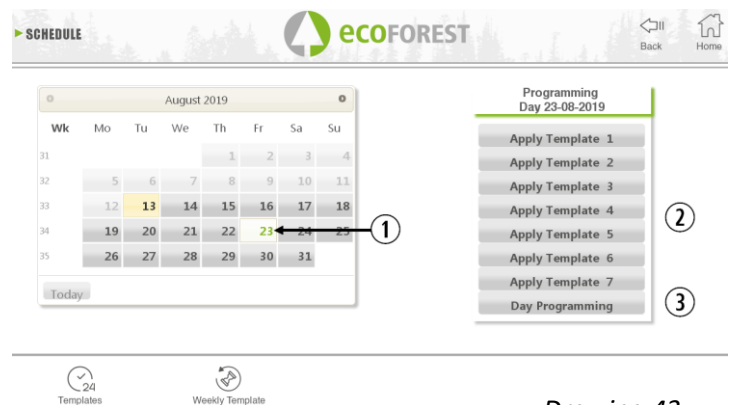 SCHEDULE
ecoFOREST
Back
Home
August 2019
Wk Mo Tu We Th Fr Sa Su
31 1 2 3 4
32 5 6 7 8 9 10 11
33 12 13 14 15 16 17 18
34 19 20 21 22 23 24 25
35 26 27 28 29 30 31
Today
1
Programming
Day 23-08-2019
Apply Template 1
Apply Template 2
Apply Template 3
Apply Template 4
Apply Template 5
Apply Template 6
Apply Template 7
Day Programming
2
3
24
Templates
Weekly Template